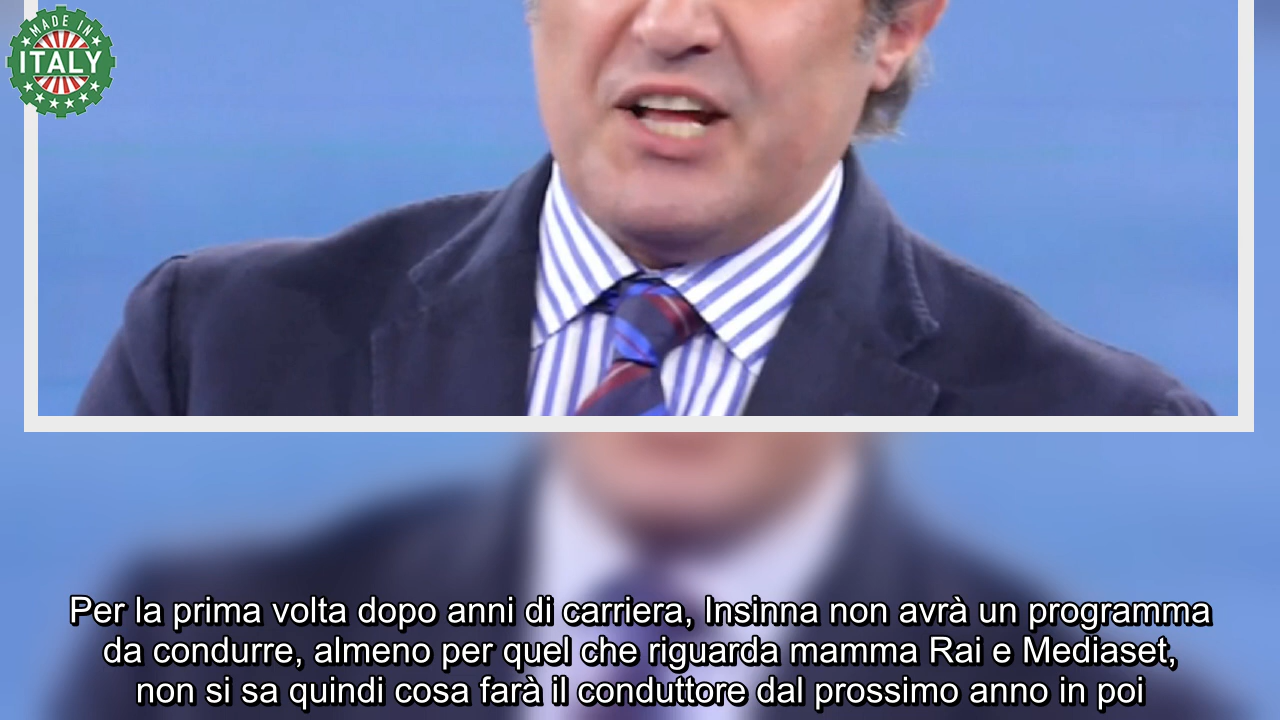 MADE IN
ITALY
Per la prima volta dopo anni di carriera, Insinna non avrà un programma
da condurre, almeno per quel che riguarda mamma Rai e Mediaset,
non si sa quindi cosa farà il conduttore dal prossimo anno in poi